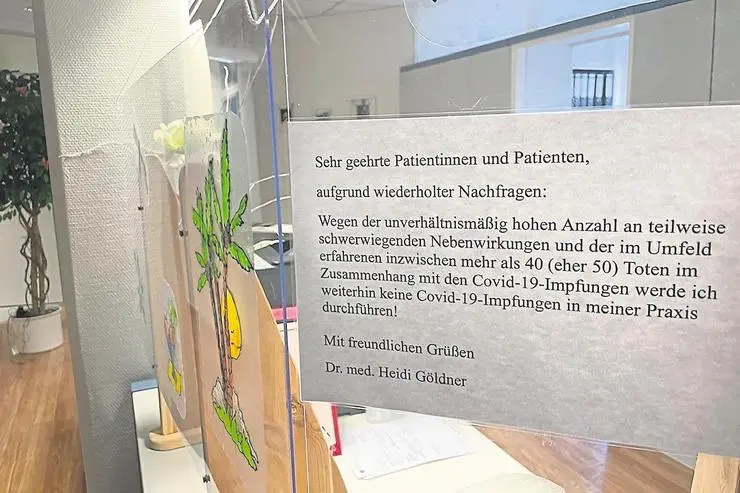 Sehr geehrte Patientinnen und Patienten,
aufgrund wiederholter Nachfragen:
Wegen der unverhältnismäßig hohen Anzahl an teilweise
schwerwiegenden Nebenwirkungen und der im Umfeld
erfahrenen inzwischen mehr als 40 (eher 50) Toten im
Zusammenhang mit den Covid-19-Impfungen werde ich
weiterhin keine Covid-19-Impfungen in meiner Praxis
durchführen!
Mit freundlichen Grüßen
Dr. med. Heidi Göldner